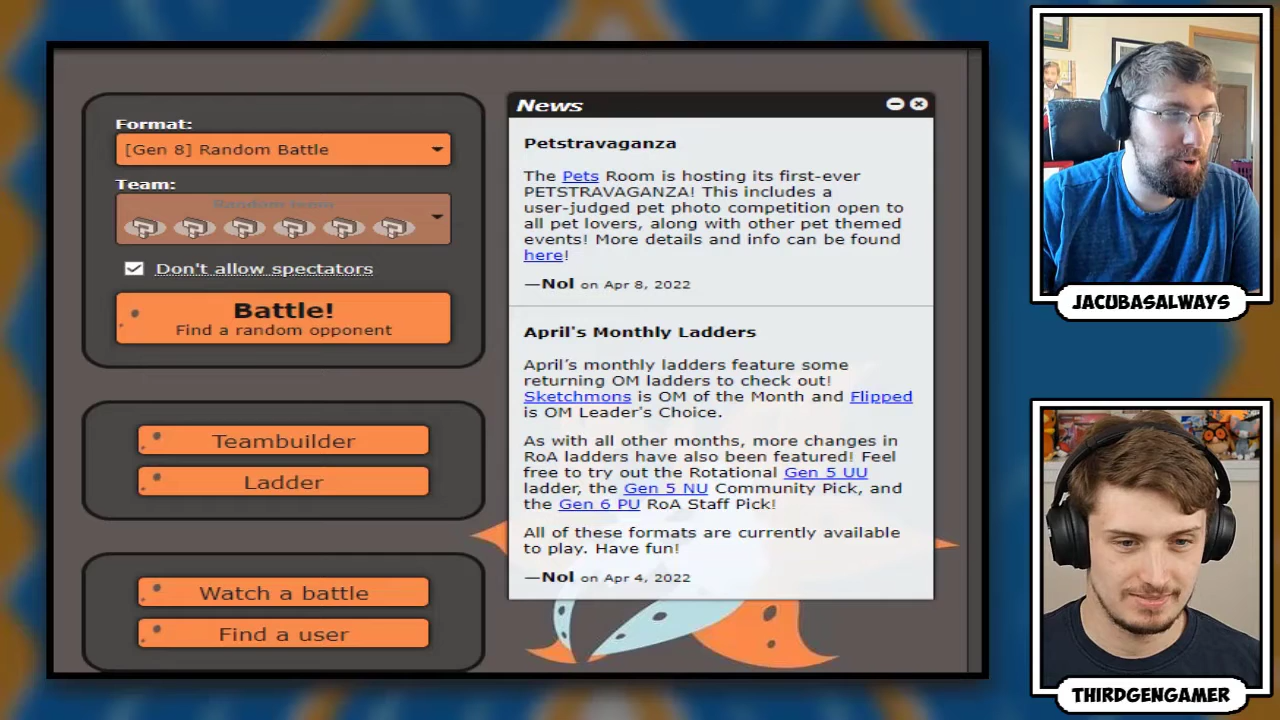 Format:
[Gen 8] Random Battle
Team:
Random team
Don't allow spectators
Battle!
Find a random opponent
Teambuilder
Ladder
Watch a battle
Find a user
News
Petstravaganza
The Pets Room is hosting its first-ever
PETSTRAVAGANZA! This includes a
user-judged pet photo competition open to
all pet lovers, along with other pet themed
events! More details and info can be found
here!
—Nol on Apr 8, 2022
April's Monthly Ladders
April's monthly ladders feature some
returning OM ladders to check out!
Sketchmons is OM of the Month and Flipped
is OM Leader's Choice.
As with all other months, more changes in
RoA ladders have also been featured! Feel
free to try out the Rotational Gen 5 UU
ladder, the Gen 5 NU Community Pick, and
the Gen 6 PU RoA Staff Pick!
All of these formats are currently available
to play. Have fun!
—Nol on Apr 4, 2022
JACUBASALWAYS
THIRDGENGAMER